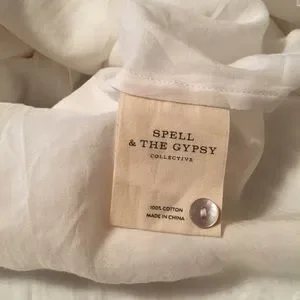 SPELL
& THE GYPSY
COLLECTIVE
100% COTTON
MADE IN CHINA